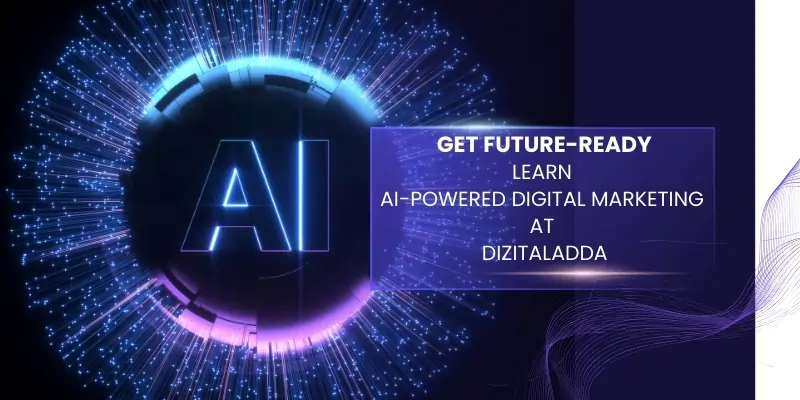 AI
GET FUTURE-READY
LEARN
AI-POWERED DIGITAL MARKETING
AT
DIZITALADDA